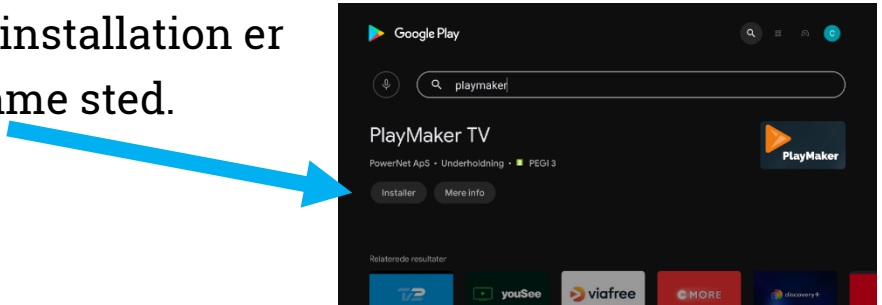 installation er
me sted.
Google Play
C
playmaker
PlayMaker TV
PowerNet ApS • Underholdning • PEGI 3
PlayMaker
Installer Mere info
Relaterede resultater
youSee viafree CMORE discovery+